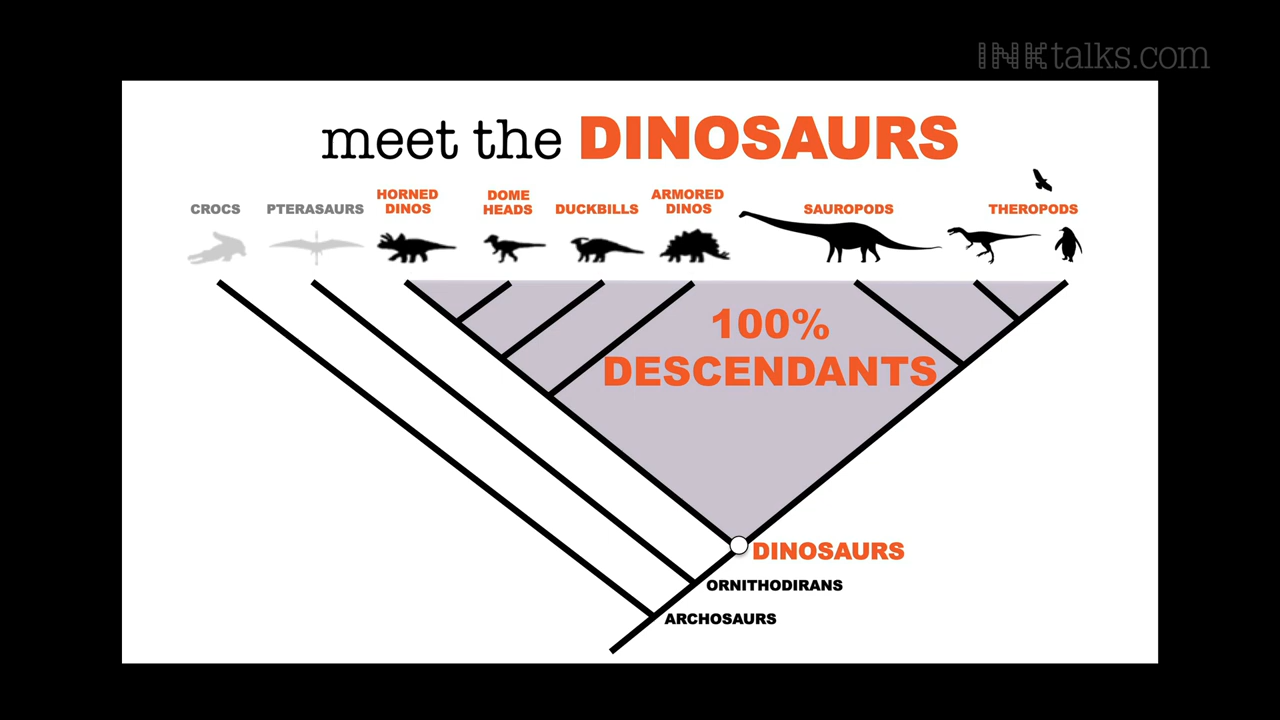 INKtalks.com
meet the DINOSAURS
CROCS
PTERASAURS
HORNED
DINOS
DOME
HEADS
DUCKBILLS
ARMORED
DINOS
SAUROPODS
THEROPODS
100%
DESCENDANTS
DINOSAURS
ORNITHODIRANS
ARCHOSAURS